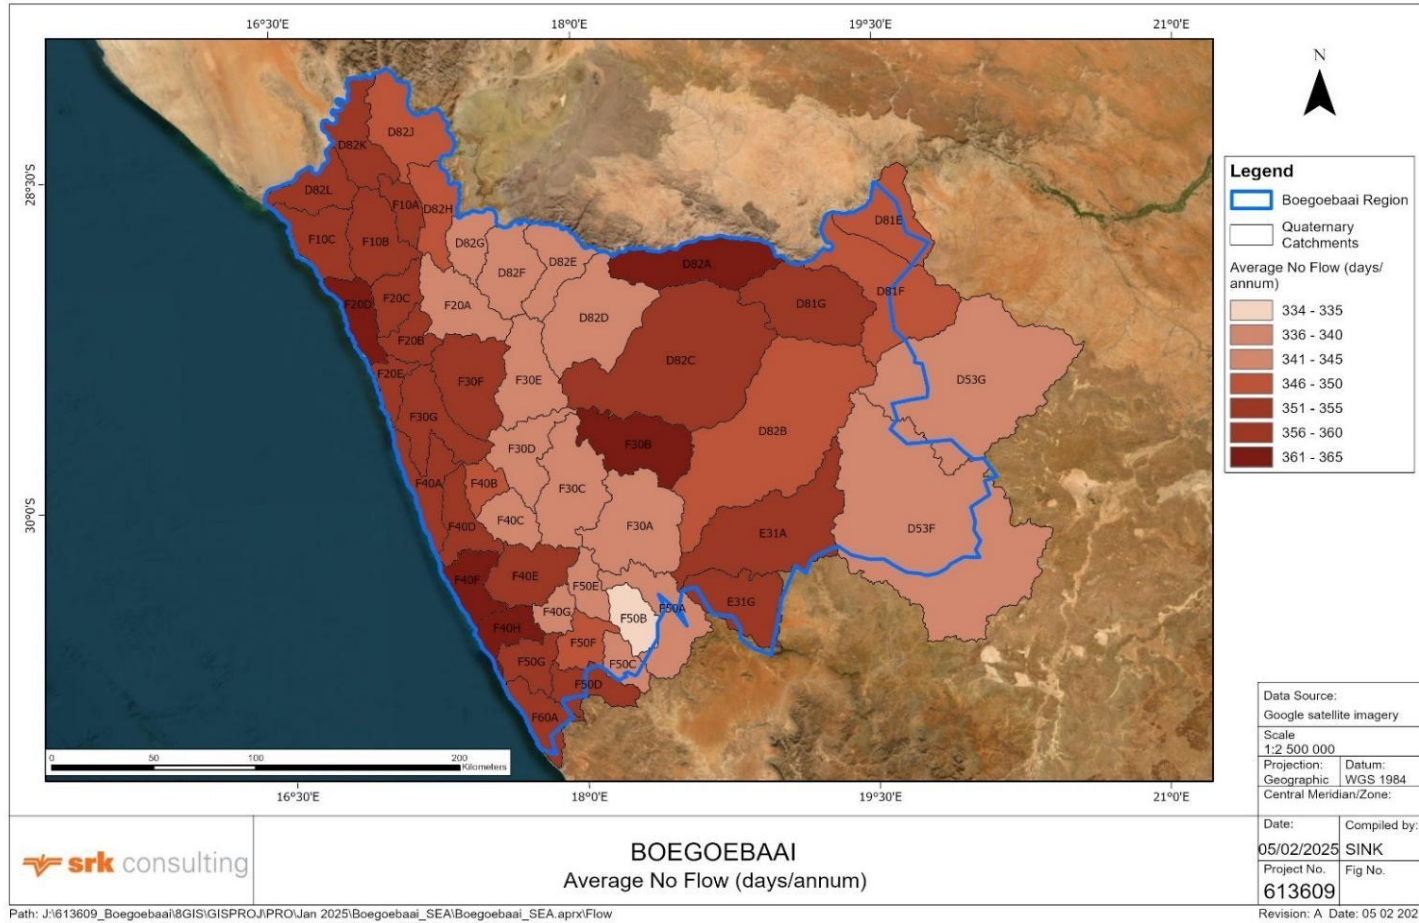 16°30'E 18°0'E 19°30'E 21°0'E
N
28°30'S
30°0'S
D82J
D82K
D82L
F10A
D82H
F10C
F10B
D82G
D82E
D82F
D81E
D82A
F20D
F20C
F20A
D81G
D81F
D82D
F20B
D82C
F20E
F30F
F30E
D53G
F30G
D82B
F30D
F30B
F40A
F40B
F30C
F40C
F40D
F30A
D53F
E31A
F40F
F40E
F50E
E31G
F50A
F40G
F50B
F40H
F50F
F50G
F50C
F50D
F60A
Legend
Boegoebaai Region
Quaternary
Catchments
Average No Flow (days/
annum)
334 - 335
336 - 340
341 - 345
346 - 350
351 - 355
356 - 360
361 - 365
0 50 100 200
Kilometers
16°30'E 18°0'E 19°30'E 21°0'E
Data Source:
Google satellite imagery
Scale
1:2 500 000
Projection: Datum:
Geographic WGS 1984
Central Meridian/Zone:
Date: Compiled by:
05/02/2025 SINK
Project No. Fig No.
613609
srk consulting
BOEGOEBAAI
Average No Flow (days/annum)
Path: J:\613609_Boegoebaai\8GIS\GISPROJ\PRO\Jan 2025\Boegoebaai_SEA\Boegoebaai_SEA.aprx\Flow
Revision: A Date: 05 02 202